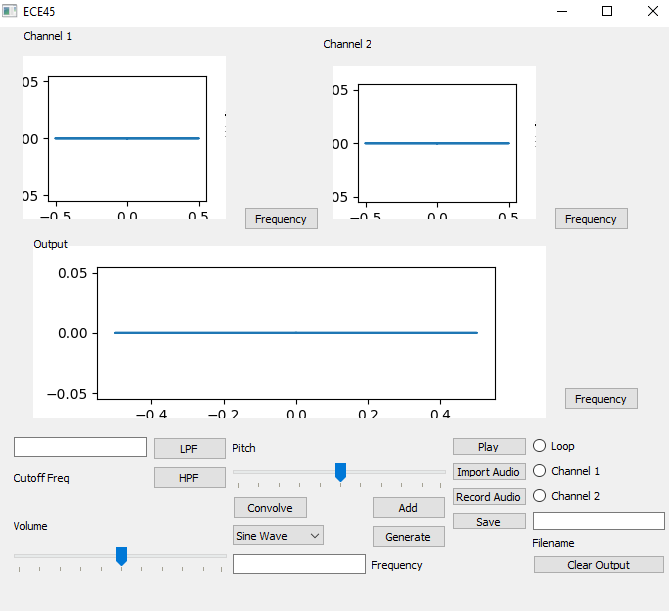 ECE45
Channel 1
Channel 2
05
00
05
−0.5 0.0 0.5
05
00
05
−0.5 0.0 0.5
Frequency
Frequency
Output
0.05
0.00
−0.05
−0.4 −0.2 0.0 0.2 0.4
Frequency
LPF
Pitch
Play
Loop
Cutoff Freq
HPF
Import Audio
Channel 1
Convolve
Add
Record Audio
Channel 2
Volume
Sine Wave
Generate
Save
Filename
Frequency
Clear Output